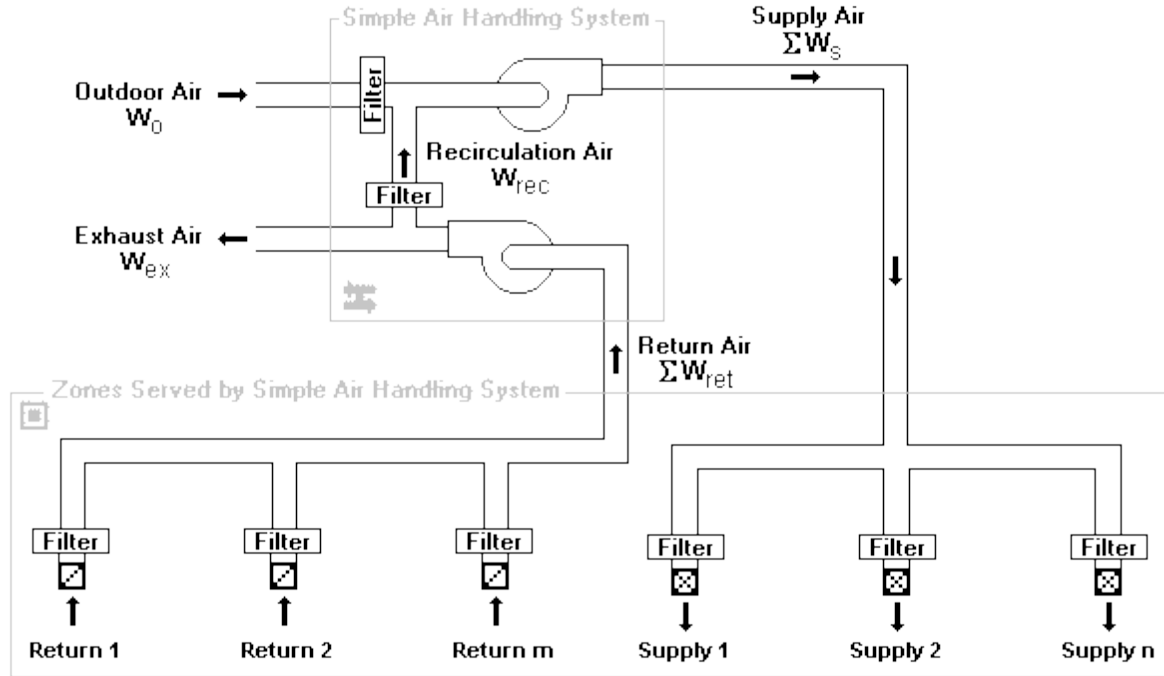 Simple Air Handling System
Supply Air
ΣWs
Outdoor Air
Wo
Filter
Recirculation Air
Wrec
Filter
Exhaust Air
Wex
Return Air
ΣWret
Zones Served by Simple Air Handling System
Filter Filter Filter Filter Filter Filter
Return 1 Return 2 Return m Supply 1 Supply 2 Supply n